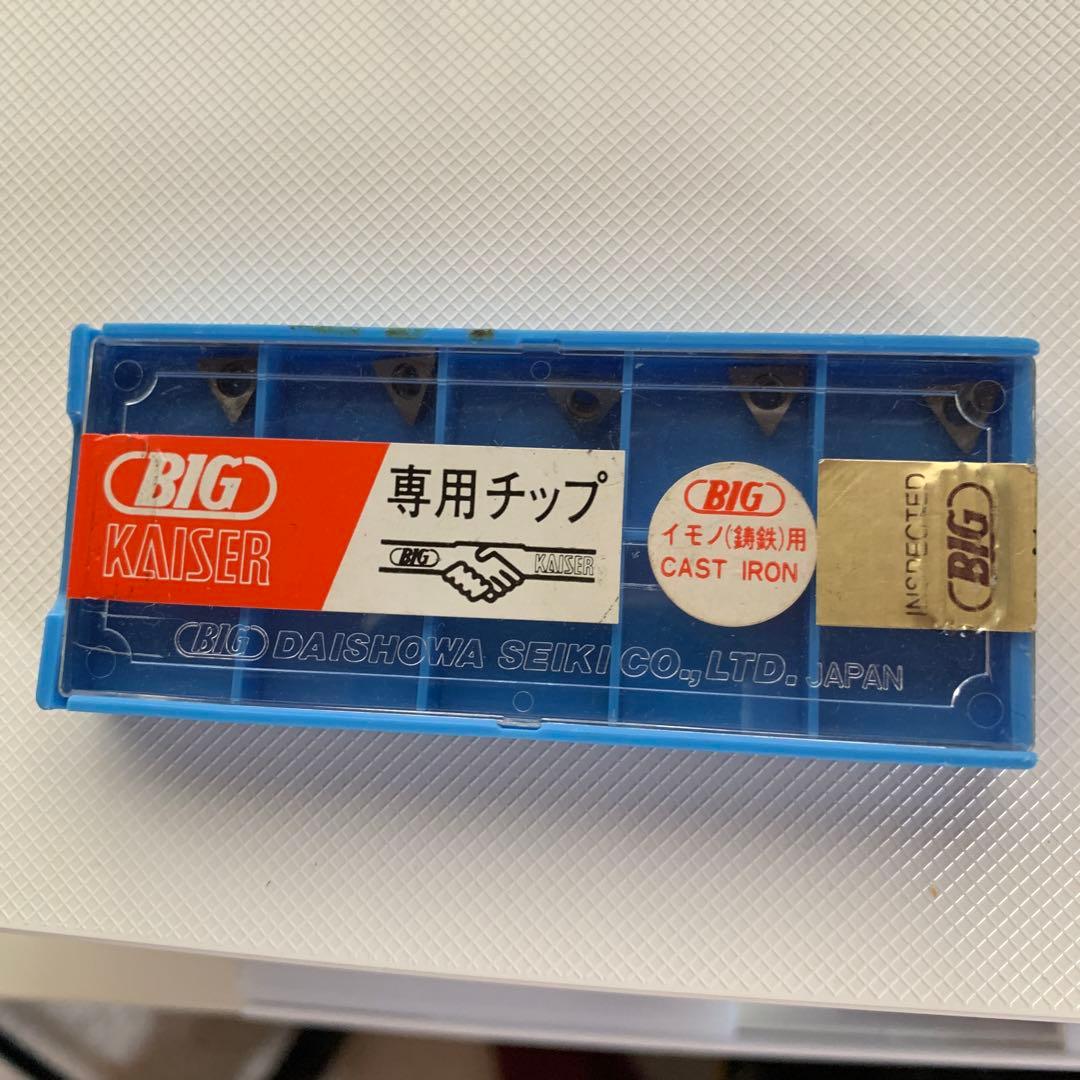 BIG
KAISER
専用チップ
BIG
KAISER
BIG
イモノ(鋳鉄)用
CAST IRON
INSPECTED
BIG
BIG DAISHOWA SEIKI CO., LTD. JAPAN